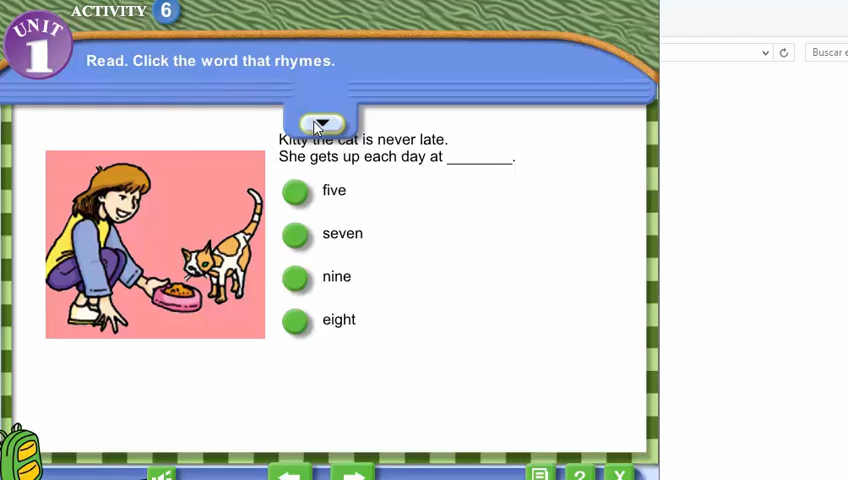 ACTIVITY 6
UNIT
1
Read. Click the word that rhymes.
Buscar e
Kitty the cat is never late.
She gets up each day at ________.
five
seven
nine
eight
?
X